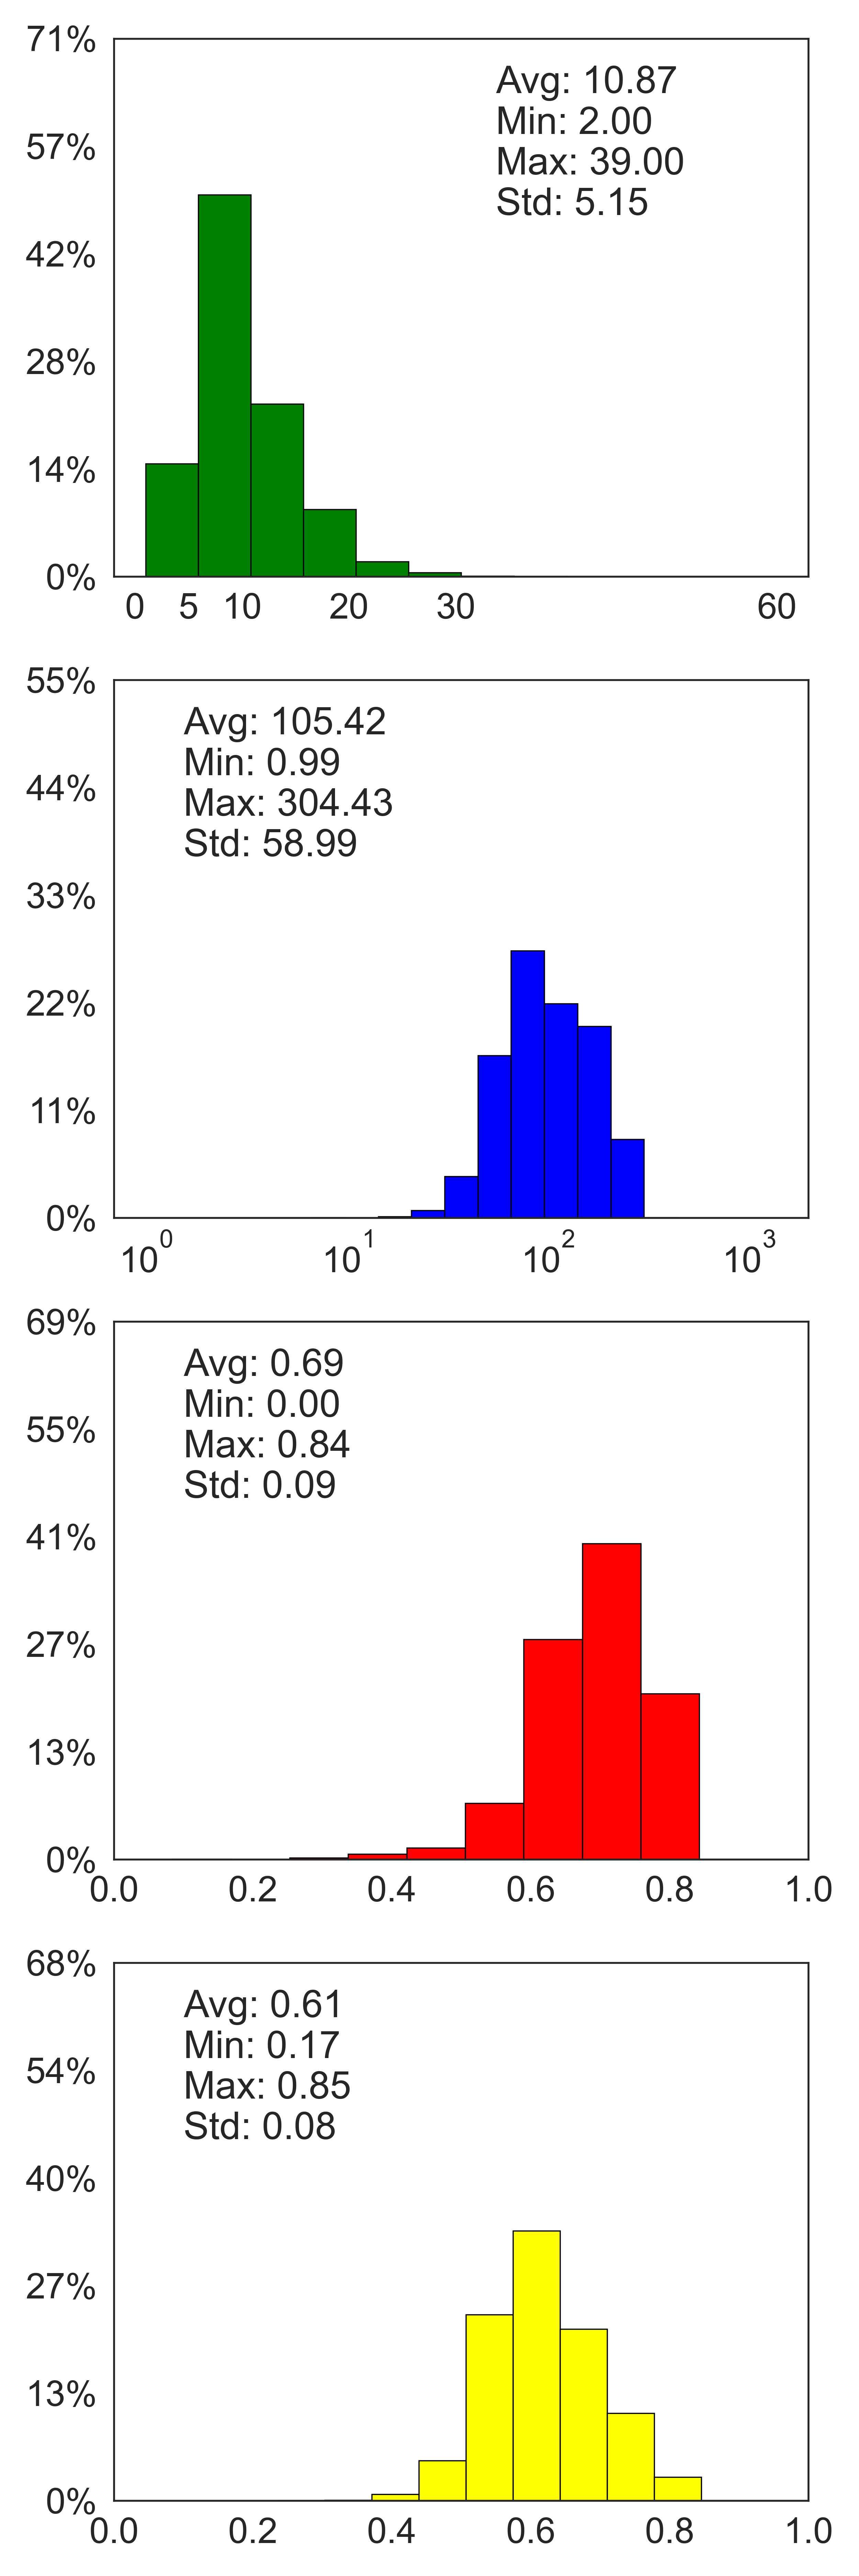 71%
Avg: 10.87
Min: 2.00
57%
Max: 39.00
Std: 5.15
42%
28%
14%
0%
0 5 10 20 30 60
55%
Avg: 105.42
Min: 0.99
44%
Max: 304.43
Std: 58.99
33%
22%
11%
0%
10^0 10^1 10^2 10^3
69%
Avg: 0.69
Min: 0.00
55%
Max: 0.84
Std: 0.09
41%
27%
13%
0%
0.0 0.2 0.4 0.6 0.8 1.0
68%
Avg: 0.61
Min: 0.17
54%
Max: 0.85
Std: 0.08
40%
27%
13%
0%
0.0 0.2 0.4 0.6 0.8 1.0